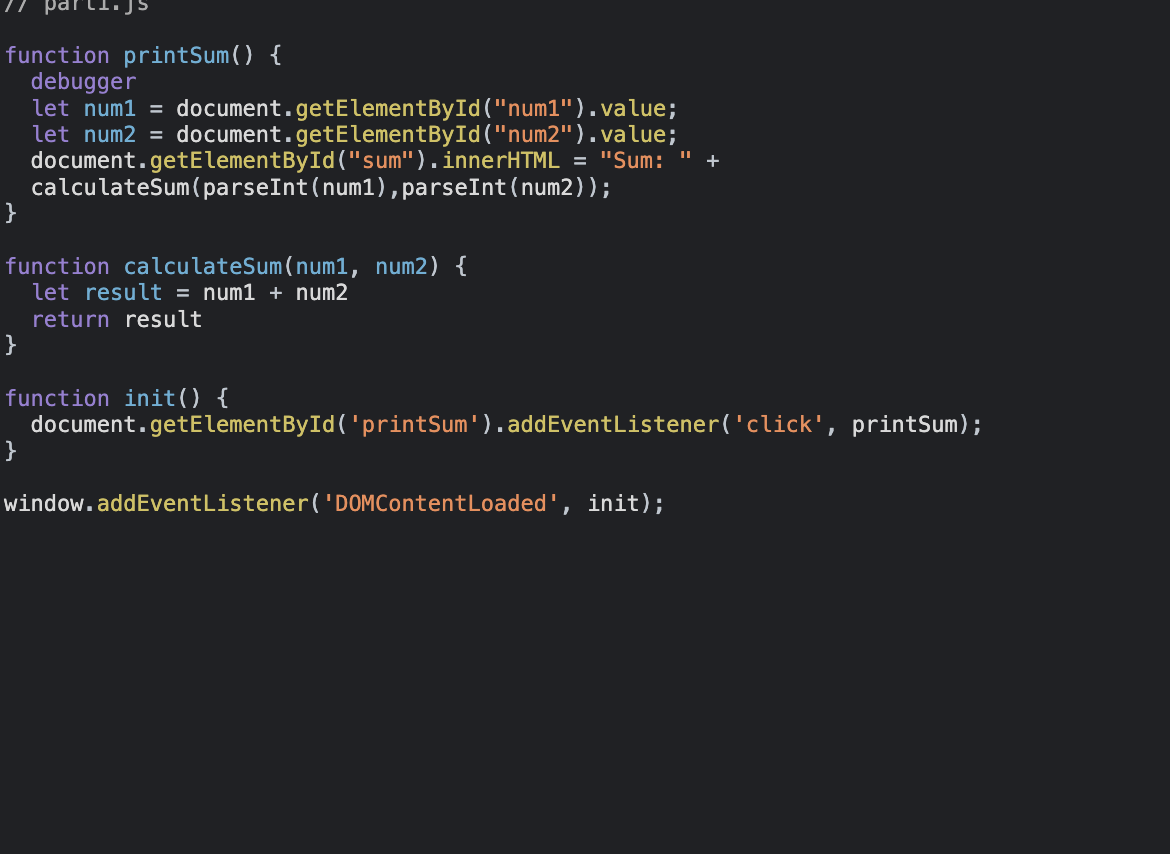 // part1.js
function printSum() {
debugger
let num1 = document.getElementById("num1").value;
let num2 = document.getElementById("num2").value;
document.getElementById("sum").innerHTML = "Sum: " +
calculateSum(parseInt(num1),parseInt(num2));
}
function calculateSum(num1, num2) {
let result = num1 + num2
return result
}
function init() {
document.getElementById('printSum').addEventListener('click', printSum);
}
window.addEventListener('DOMContentLoaded', init);